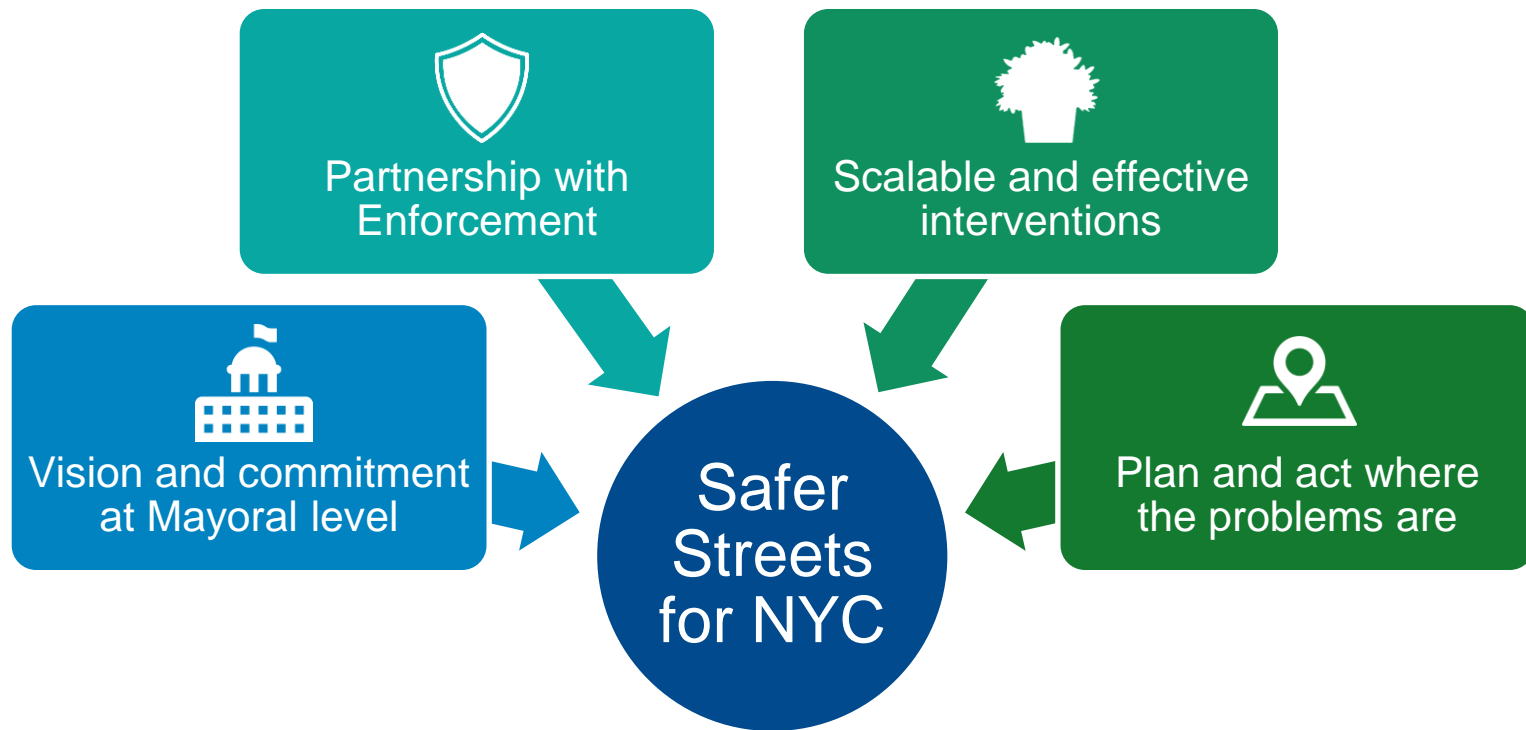 Partnership with
Enforcement
Scalable and effective
interventions
Vision and commitment
at Mayoral level
Plan and act where
the problems are
Safer
Streets
for NYC